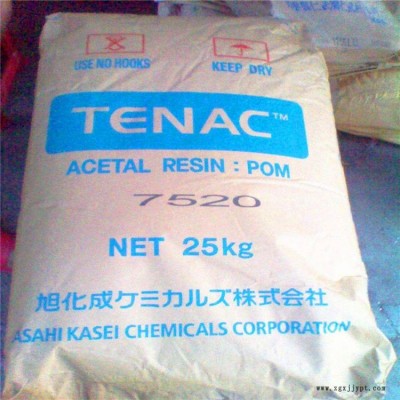 USE NO HOOKS
KEEP DRY
TENAC™
ACETAL RESIN : POM
7520
NET 25kg
旭化成ケミカルズ株式会社
ASAHI KASEI CHEMICALS CORPORATION
www.zgxjjypt.com